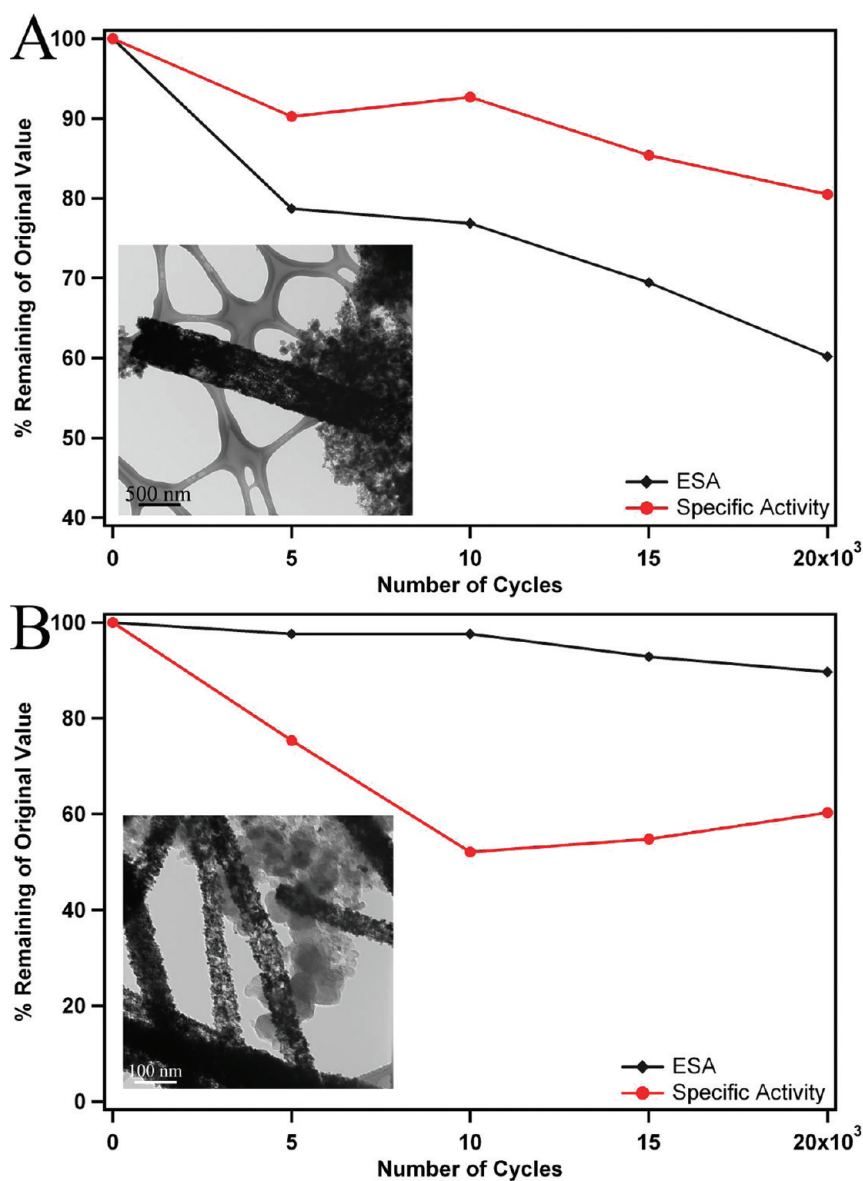 A
% Remaining of Original Value
100
90
80
70
60
50
40
500 nm
ESA
Specific Activity
0
5
10
15
20x10³
Number of Cycles
B
% Remaining of Original Value
100
80
60
40
20
0
100 nm
ESA
Specific Activity
0
5
10
15
20x10³
Number of Cycles